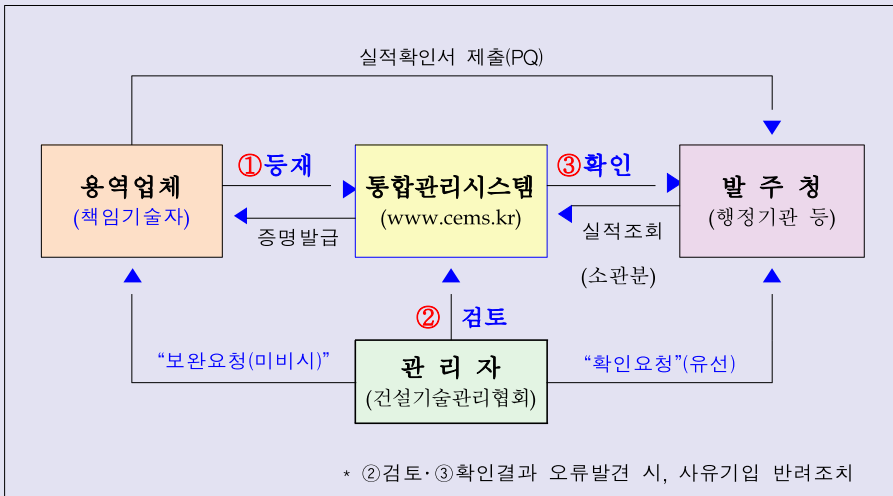 실적확인서 제출(PQ)
①등재
③확인
용역업체
(책임기술자)
통합관리시스템
(www.cems.kr)
발 주 청
(행정기관 등)
증명발급
실적조회
(소관분)
② 검토
“보완요청(미비시)”
관 리 자
(건설기술관리협회)
“확인요청”(유선)
* ②검토·③확인결과 오류발견 시, 사유기입 반려조치